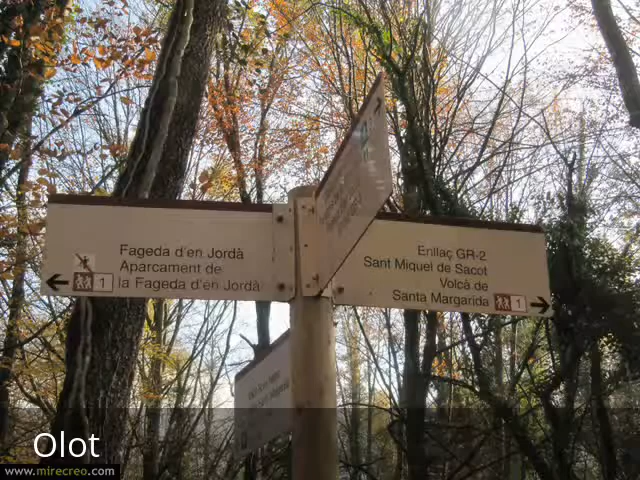 Fageda d'en Jordà
Aparcament de
la Fageda d'en Jordà
1
Enllaç GR-2
Sant Miquel de Sacot
Volcà de
Santa Margarida
1
Olot
www.mirecreo.com